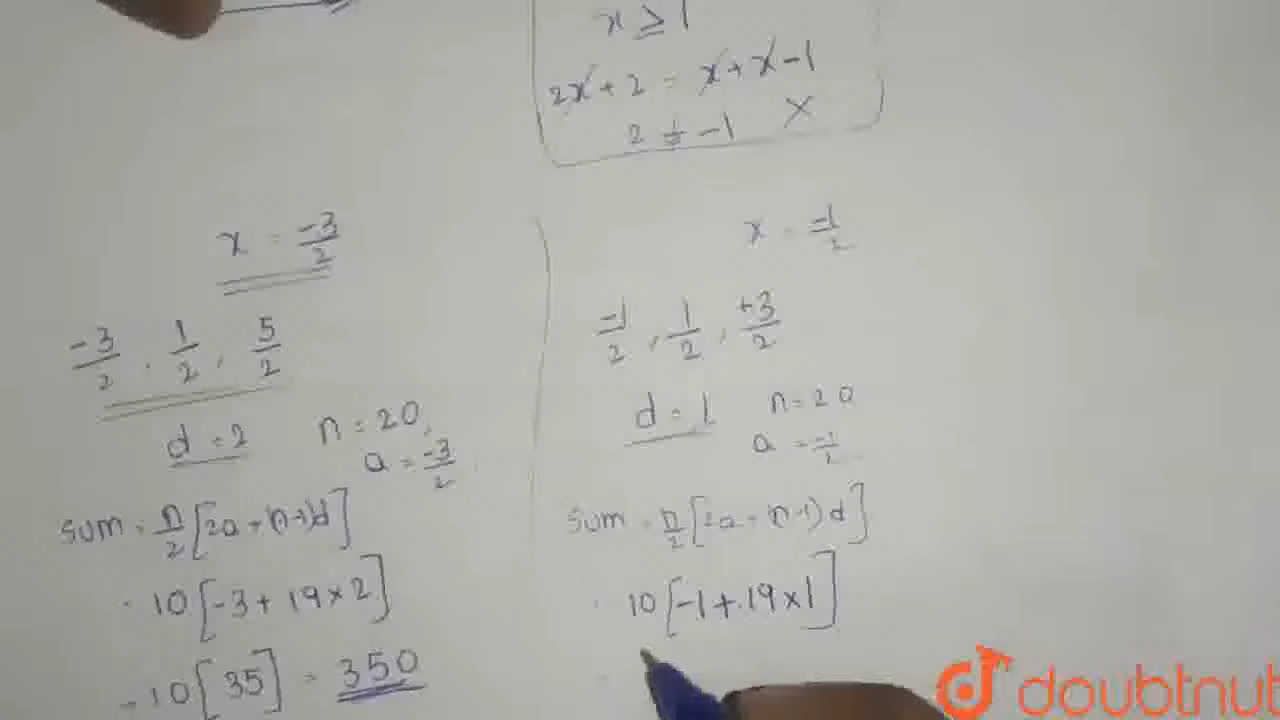 x ≥ 1
2x + 2 = x + x - 1
2 ≠ -1 ×
x = -3/2
-3/2, 1/2, 5/2
d = 2 n = 20,
a = -3/2
sum = n/2 [2a + (n-1)d]
= 10 [-3 + 19 × 2]
= 10 [35] = 350
x = -1/2
-1/2, 1/2, +3/2
d = 1 n = 20
a = -1/2
sum = n/2 [2a + (n-1)d]
= 10 [-1 + 19 × 1]
=
doubtnut